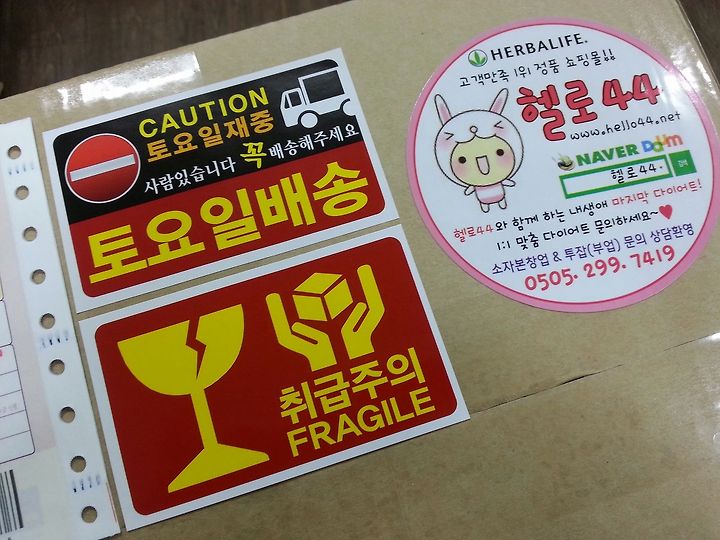 CAUTION
토요일재중
사람있습니다 꼭 배송해주세요
토요일배송
취급주의
FRAGILE
HERBALIFE.
고객만족 1위 정품 쇼핑몰!!
헬로44
www.hello44.net
NAVER Daum
헬로44.
검색
헬로44와 함께 하는 내생애 마지막 다이어트!
1:1 맞춤 다이어트 문의하세요~♥
소자본창업 & 투잡(부업) 문의 상담환영
0505. 299. 7419